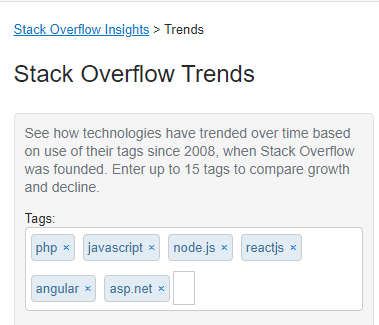 Stack Overflow Insights > Trends
Stack Overflow Trends
See how technologies have trended over time based
on use of their tags since 2008, when Stack Overflow
was founded. Enter up to 15 tags to compare growth
and decline.
Tags:
php × javascript × node.js × reactjs ×
angular × asp.net ×